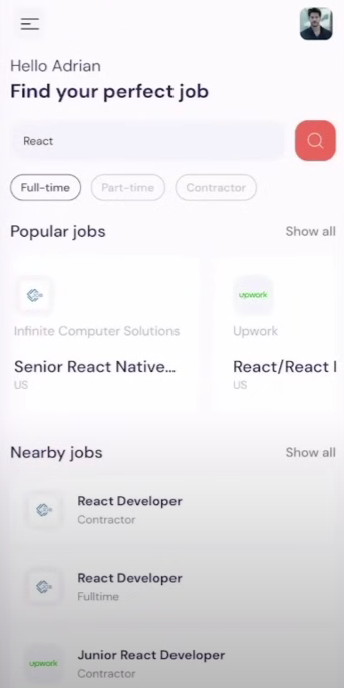 Hello Adrian
Find your perfect job
React
Full-time Part-time Contractor
Popular jobs Show all
upwork
Infinite Computer Solutions Upwork
Senior React Native... React/React
US US
Nearby jobs Show all
React Developer
Contractor
React Developer
Fulltime
Junior React Developer
upwork
Contractor